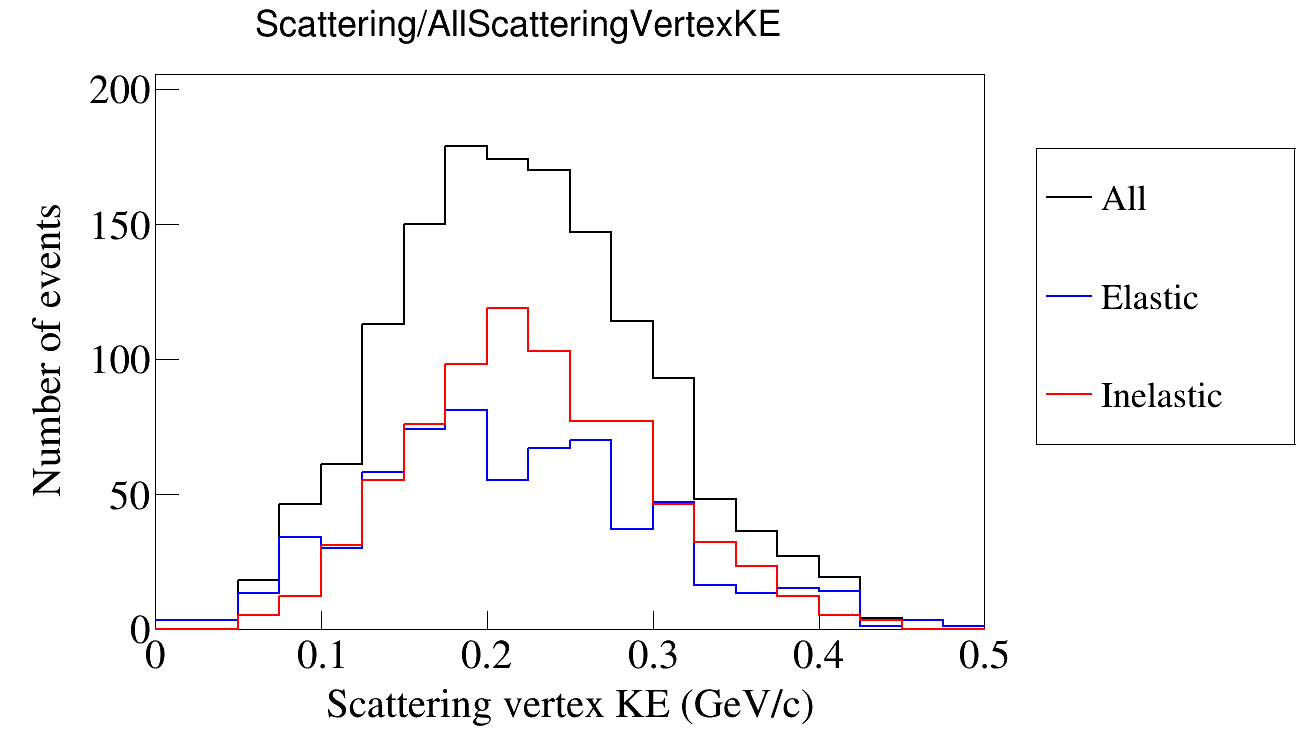 Scattering/AllScatteringVertexKE
200
150
100
50
0
Number of events
0 0.1 0.2 0.3 0.4 0.5
Scattering vertex KE (GeV/c)
All
Elastic
Inelastic